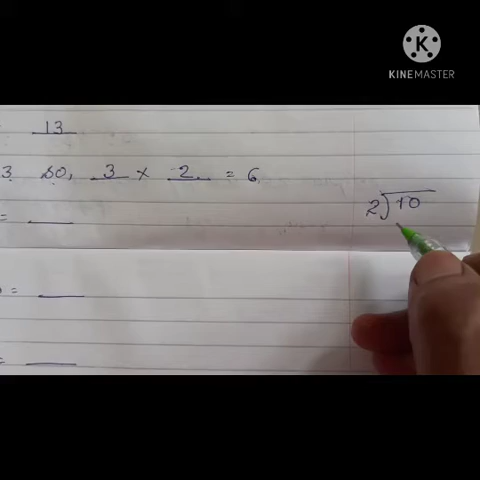 K
KINEMASTER
13
3 so, 3 × 2 = 6
2)10
=
=
=